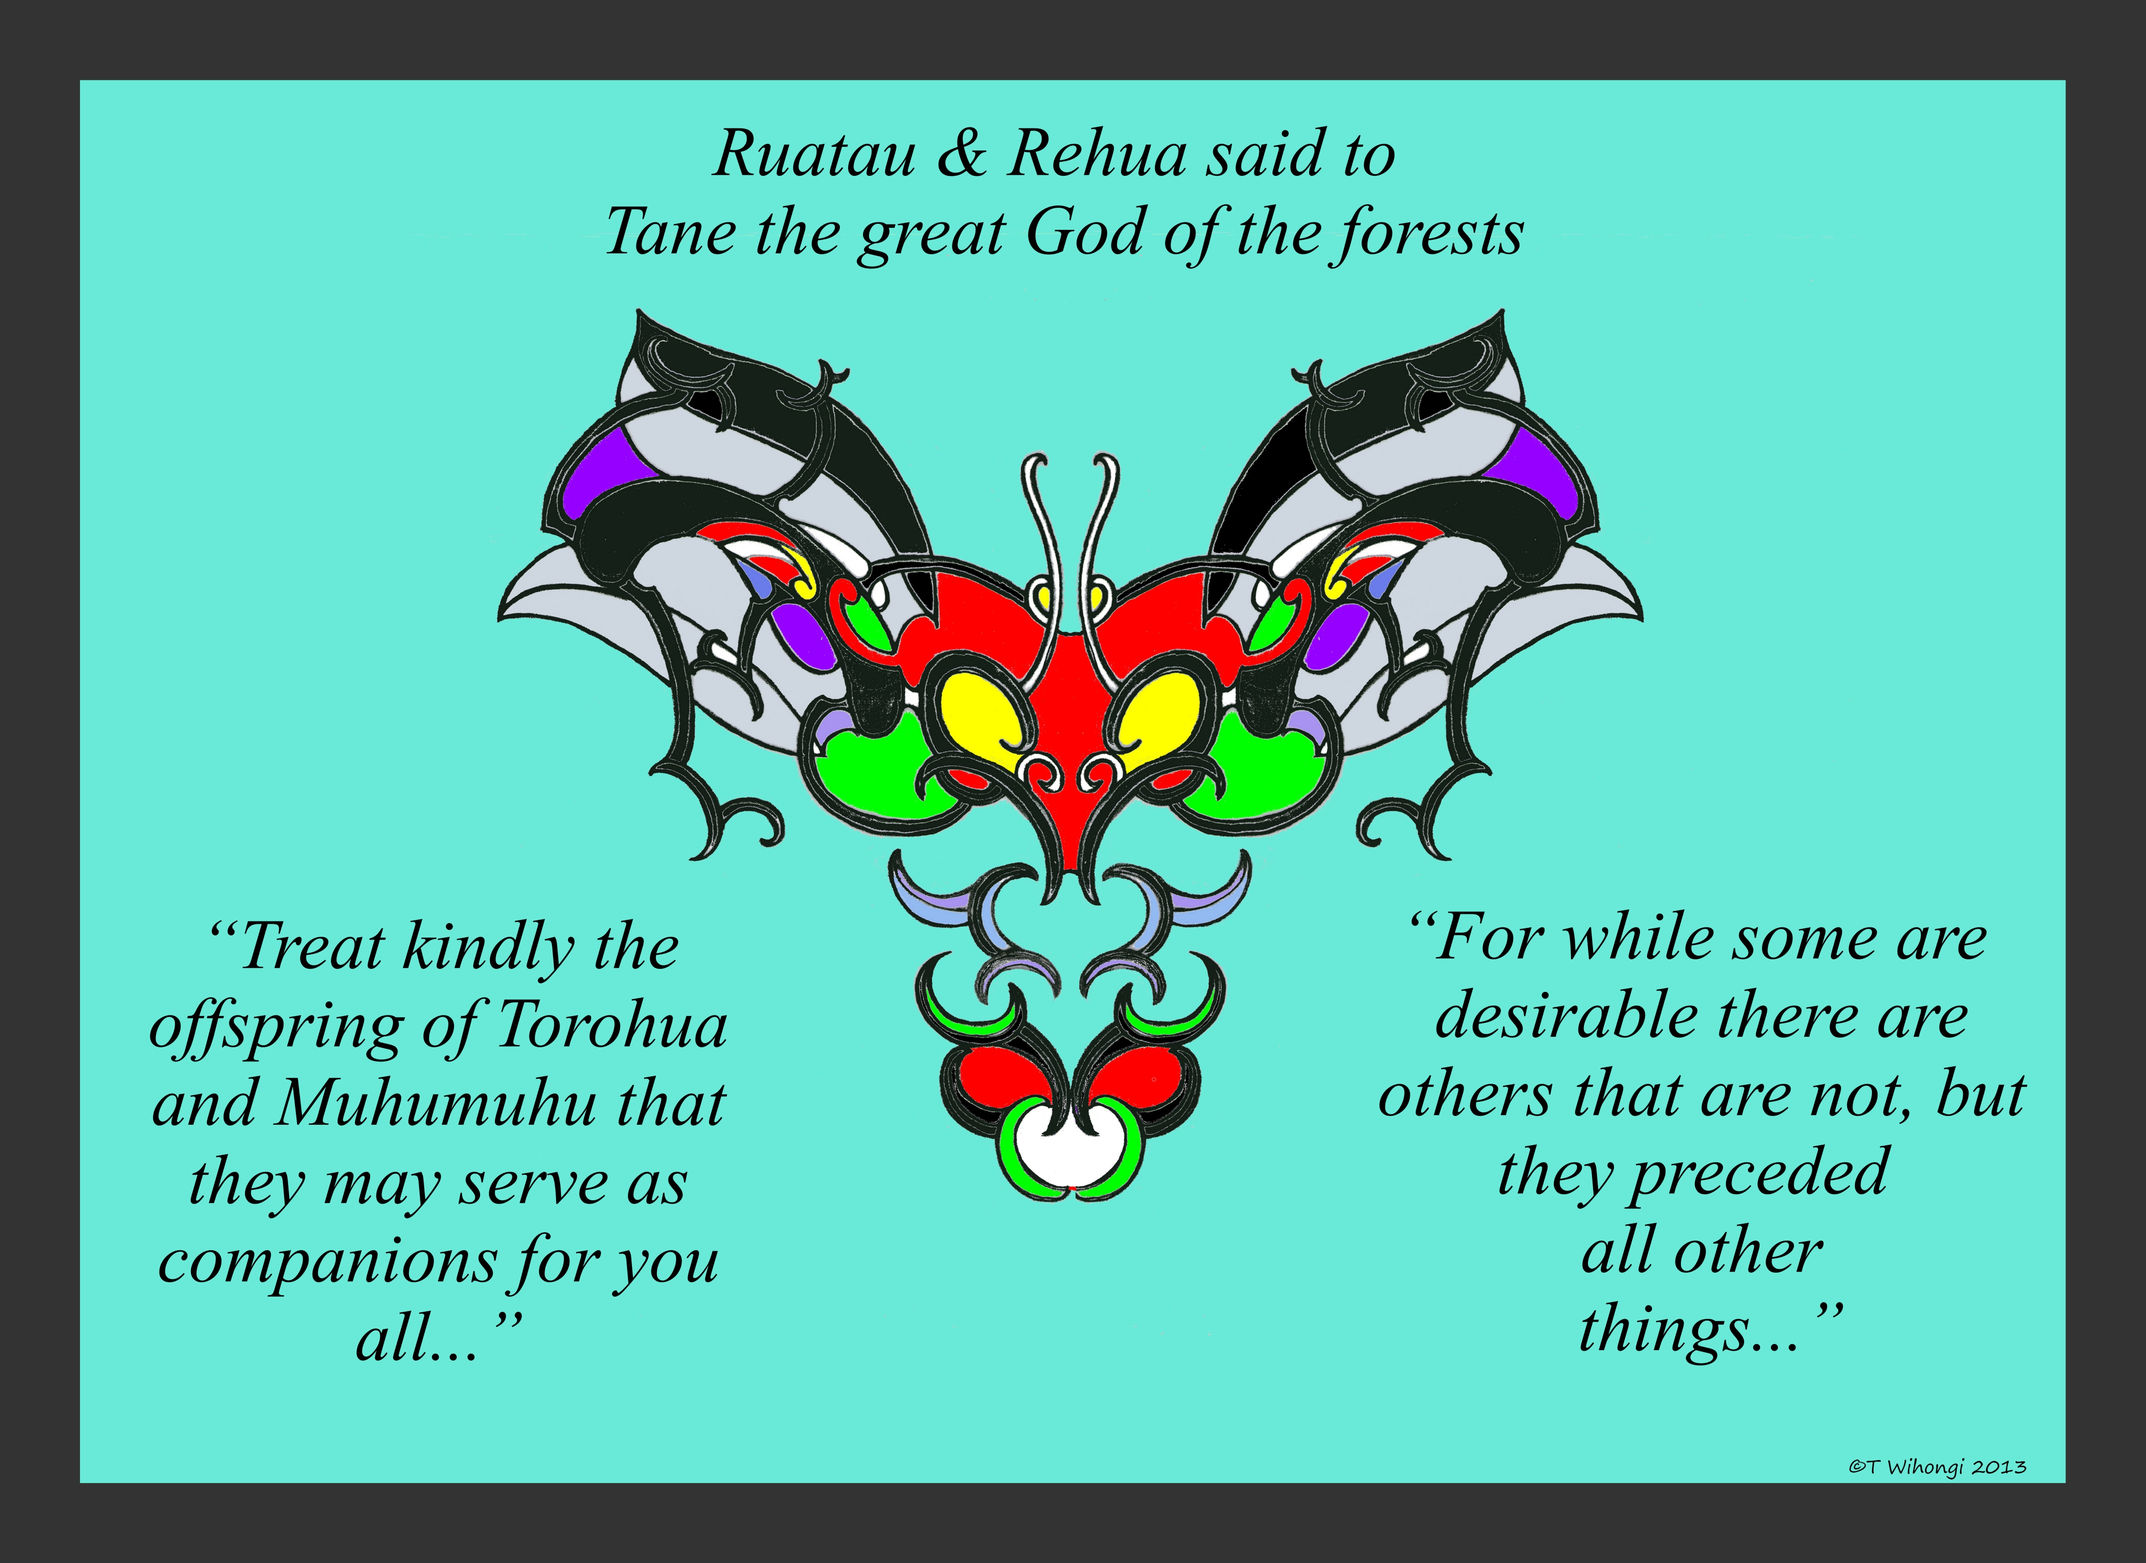 Ruatau & Rehua said to
Tane the great God of the forests
“Treat kindly the
offspring of Torohua
and Muhumuhu that
they may serve as
companions for you
all...”
“For while some are
desirable there are
others that are not, but
they preceded
all other
things...”
©T Wihongi 2013